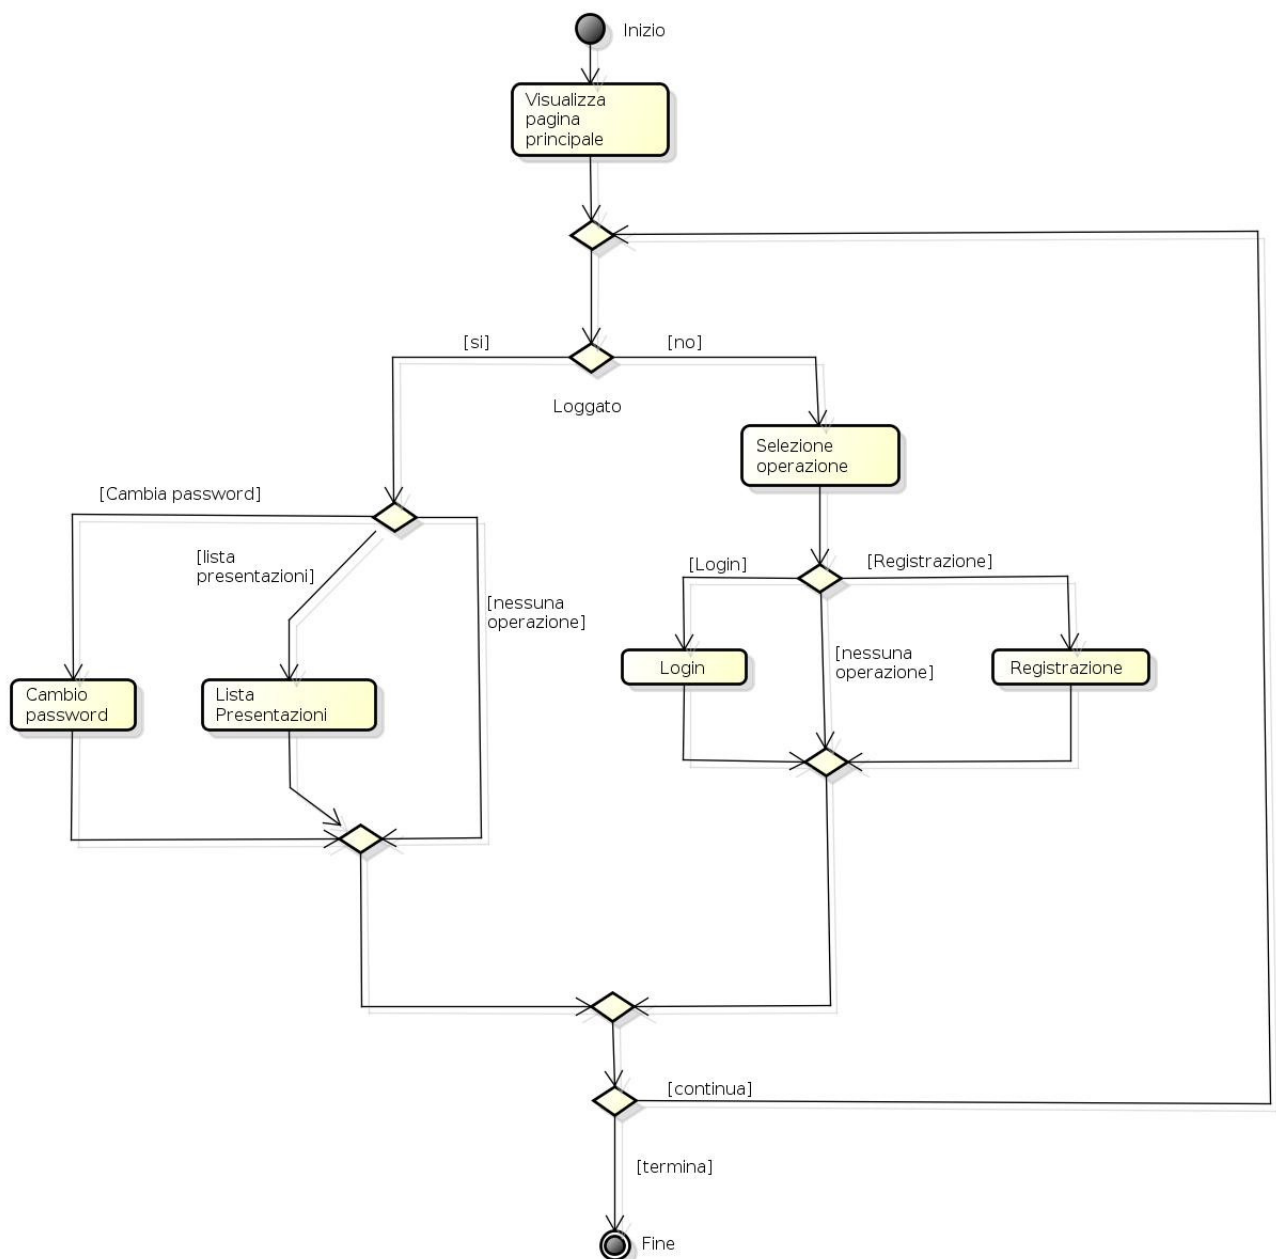 Inizio
Visualizza
pagina
principale
[si]
[no]
Loggato
Selezione
operazione
[Cambia password]
[lista
presentazioni]
[nessuna
operazione]
[Login]
[Registrazione]
[nessuna
operazione]
Cambio
password
Lista
Presentazioni
Login
Registrazione
[continua]
[termina]
Fine